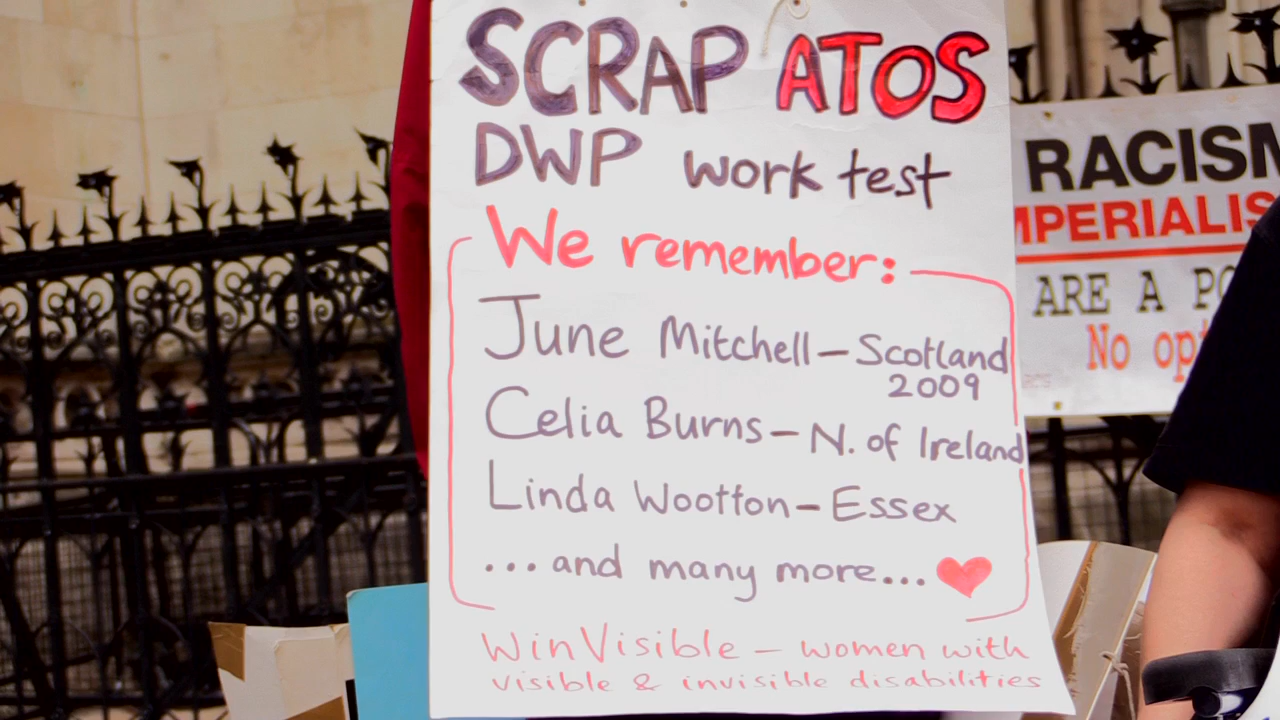 SCRAP ATOS
DWP work test
We remember:
June Mitchell – Scotland
2009
Celia Burns – N. of Ireland
Linda Wootton – Essex
... and many more... ♥
WinVisible – women with
visible & invisible disabilities
RACISM
IMPERIALIS
ARE A PO
No opt